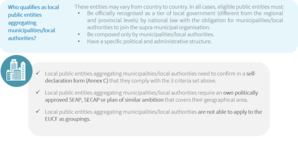 Who qualifies as local
public entities
aggregating
municipalities/local
authorities?
These entities may vary from country to country. In all cases, eligible public entities must:
• Be officially recognized as a tier of local government (different from the regional
and provincial levels) by national law with the obligation for municipalities/local
authorities to join the supra-municipal organisation.
• Be composed only by municipalities/local authorities.
• Have a specific political and administrative structure.
✓ Local public entities aggregating municipalities/local authorities need to confirm in a self-
declaration form (Annex C) that they comply with the 3 criteria set above.
✓ Local public entities aggregating municipalities/local authorities require an own politically
approved SEAP, SECAP or plan of similar ambition that covers their geographical area.
✓ Local public entities aggregating municipalities/local authorities are not able to apply to the
EUCF as groupings.